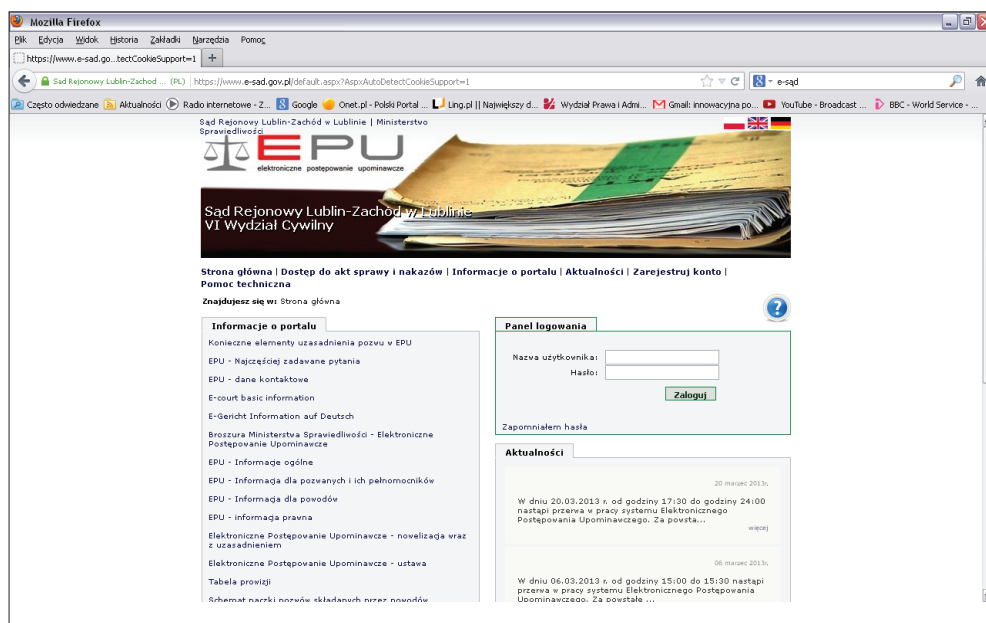 Mozilla Firefox
Plik Edycja Widok Historia Zakładki Narzędzia Pomoc
https://www.e-sad.go...tectCookieSupport=1
Sad Rejonowy Lublin-Zachod ... (PL) https://www.e-sad.gov.pl/default.aspx?AspxAutoDetectCookieSupport=1 e-sąd
Często odwiedzane Aktualności Radio internetowe - Z... Google Onet.pl - Polski Portal ... Ling.pl || Największy d... Wydział Prawa i Admi... Gmail: innowacyjna po... YouTube - Broadcast ... BBC - World Service - ...
Sąd Rejonowy Lublin-Zachód w Lublinie | Ministerstwo
Sprawiedliwości
EPU
elektroniczne postępowanie upominawcze
Sąd Rejonowy Lublin-Zachód w Lublinie
VI Wydział Cywilny
Strona główna | Dostęp do akt sprawy i nakazów | Informacje o portalu | Aktualności | Zarejestruj konto |
Pomoc techniczna
Znajdujesz się w: Strona główna
Informacje o portalu
Konieczne elementy uzasadnienia pozwu w EPU
EPU - Najczęściej zadawane pytania
EPU - dane kontaktowe
E-court basic information
E-Gericht Information auf Deutsch
Broszura Ministerstwa Sprawiedliwości - Elektroniczne
Postępowanie Upominawcze
EPU - Informacje ogólne
EPU - Informacja dla pozwanych i ich pełnomocników
EPU - Informacja dla powodów
EPU - informacja prawna
Elektroniczne Postępowanie Upominawcze - nowelizacja wraz
z uzasadnieniem
Elektroniczne Postępowanie Upominawcze - ustawa
Tabela prowizji
Schemat paczki pozwów składanych przez powodów
Panel logowania
Nazwa użytkownika:
Hasło:
Zaloguj
Zapomniałem hasła
Aktualności
20 marzec 2013r.
W dniu 20.03.2013 r. od godziny 17:30 do godziny 24:00
nastąpi przerwa w pracy systemu Elektronicznego
Postępowania Upominawczego. Za powsta...
więcej
06 marzec 2013r.
W dniu 06.03.2013 r. od godziny 15:00 do 15:30 nastąpi
przerwa w pracy systemu Elektronicznego Postępowania
Upominawczego. Za powstałe ...